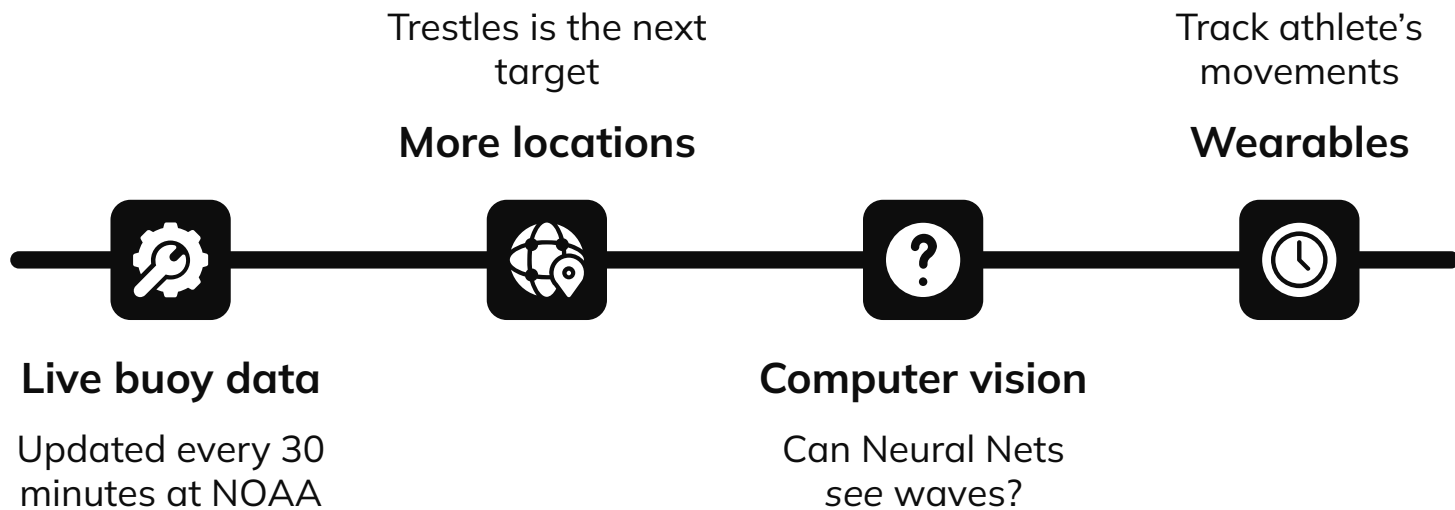 Trestles is the next
target
More locations
Track athlete’s
movements
Wearables
Live buoy data
Updated every 30
minutes at NOAA
Computer vision
Can Neural Nets
see waves?